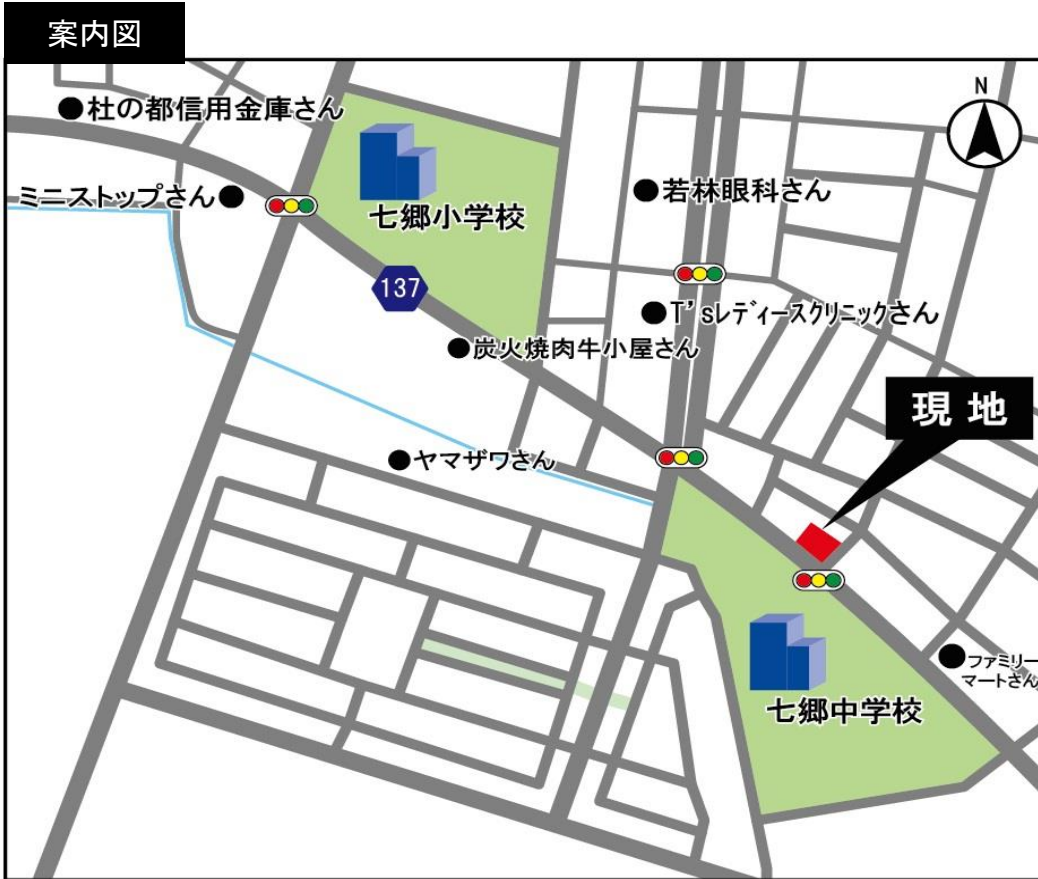 案内図
N
●杜の都信用金庫さん
ミニストップさん●
七郷小学校
●若林眼科さん
137
●T'sレディースクリニックさん
●炭火焼肉牛小屋さん
現地
●ヤマザワさん
●ファミリー
マートさん
七郷中学校